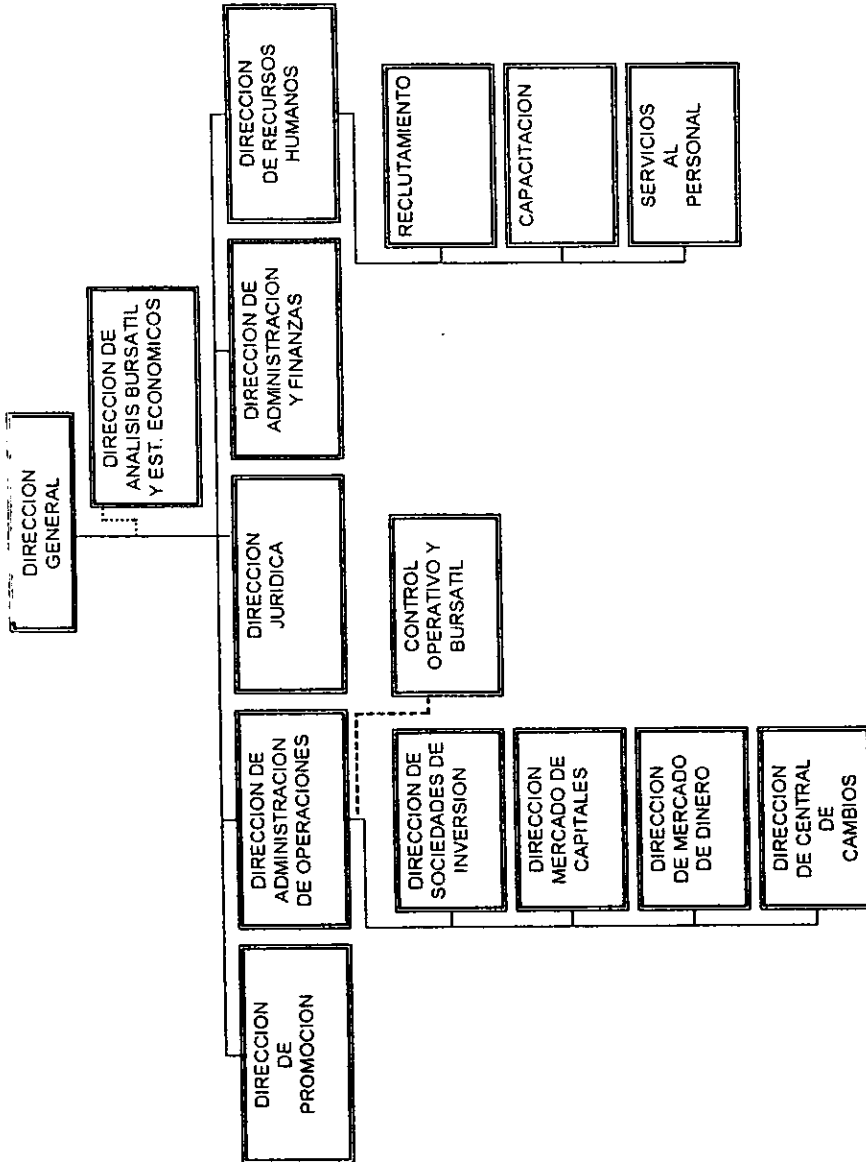 DIRECCION
GENERAL
DIRECCION DE
ANALISIS BURSATIL
Y EST. ECONOMICOS
DIRECCION
DE
PROMOCION
DIRECCION DE
ADMINISTRACION
DE OPERACIONES
DIRECCION
JURIDICA
DIRECCION DE
ADMINISTRACION
Y FINANZAS
DIRECCION
DE RECURSOS
HUMANOS
CONTROL
OPERATIVO Y
BURSATIL
DIRECCION DE
SOCIEDADES DE
INVERSION
DIRECCION
MERCADO DE
CAPITALES
DIRECCION
DE MERCADO
DE DINERO
DIRECCION
DE CENTRAL
DE
CAMBIOS
RECLUTAMIENTO
CAPACITACION
SERVICIOS
AL
PERSONAL